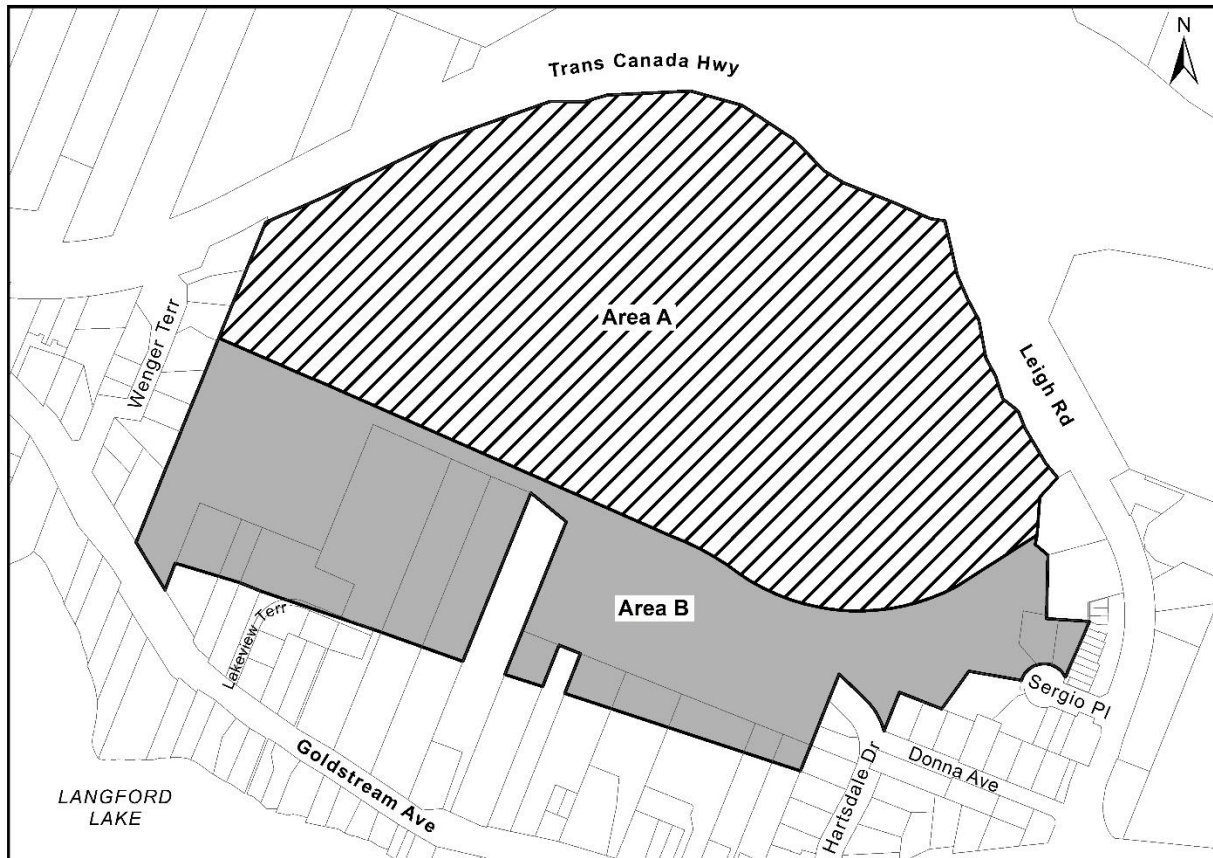 N
Trans Canada Hwy
Area A
Wenger Terr
Leigh Rd
Area B
Lakeview Terr
Sergio Pl
Goldstream Ave
Donna Ave
Hartsdale Dr
LANGFORD
LAKE